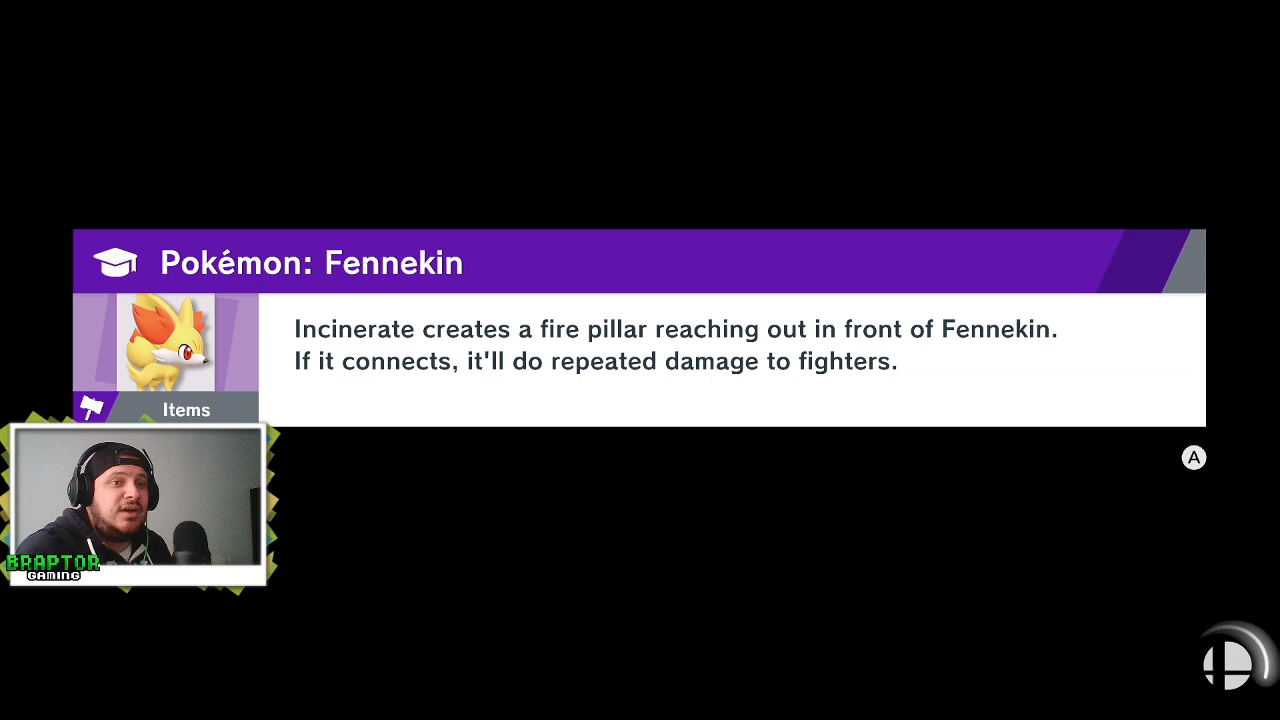 Pokémon: Fennekin
Incinerate creates a fire pillar reaching out in front of Fennekin.
If it connects, it'll do repeated damage to fighters.
Items
A
BRAPTOR
GAMING